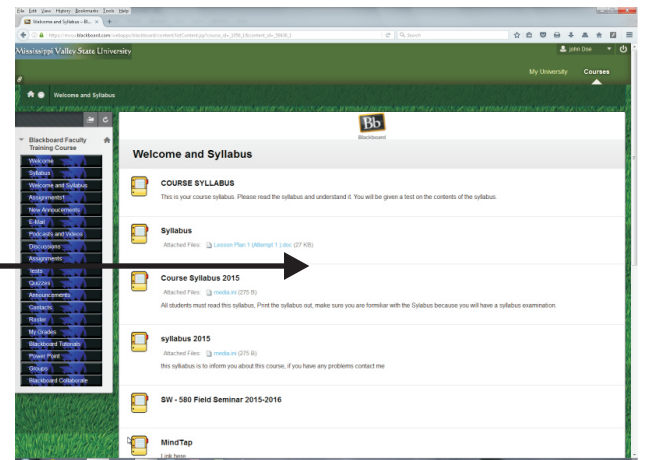 File Edit View History Bookmarks Tools Help
Welcome and Syllabus – Bl...
Search
Mississippi Valley State University
John Doe
My University Courses
Welcome and Syllabus
Bb
Blackboard
Blackboard Faculty
Training Course
Welcome
Syllabus
Welcome and Syllabus
Assignments1
New Annoucements
E-Mail
Podcasts and Videos
Discussions
Assignments
Tests
Quizzes
Announcements
Contacts
Roster
My Grades
Blackboard Tutorials
Power Point
Groups
Blackboard Collaborate
Welcome and Syllabus
COURSE SYLLABUS
This is your course syllabus. Please read the syllabus and understand it. You will be given a test on the contents of the syllabus.
Syllabus
Attached Files: Lesson Plan 1 (Attempt 1 ).doc (27 KB)
Course Syllabus 2015
Attached Files: media.ini (275 B)
All students must read this syllabus, Print the syllabus out, make sure you are formiliar with the Sylabus because you will have a syllabus examination.
syllabus 2015
Attached Files: media.ini (275 B)
this syllabus is to inform you about this course, if you have any problems contact me
SW - 580 Field Seminar 2015-2016
MindTap
Link here